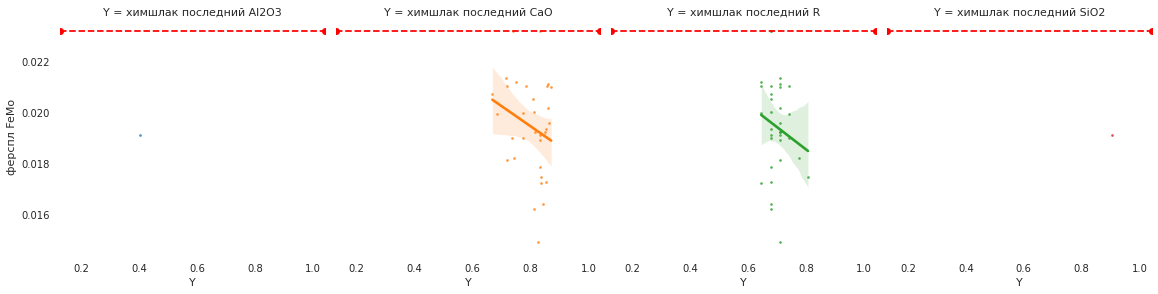 Y = химшлак последний Al2O3
Y = химшлак последний CaO
Y = химшлак последний R
Y = химшлак последний SiO2
ферспл FeMo
0.022
0.020
0.018
0.016
0.2 0.4 0.6 0.8 1.0
0.2 0.4 0.6 0.8 1.0
0.2 0.4 0.6 0.8 1.0
0.2 0.4 0.6 0.8 1.0
Y
Y
Y
Y